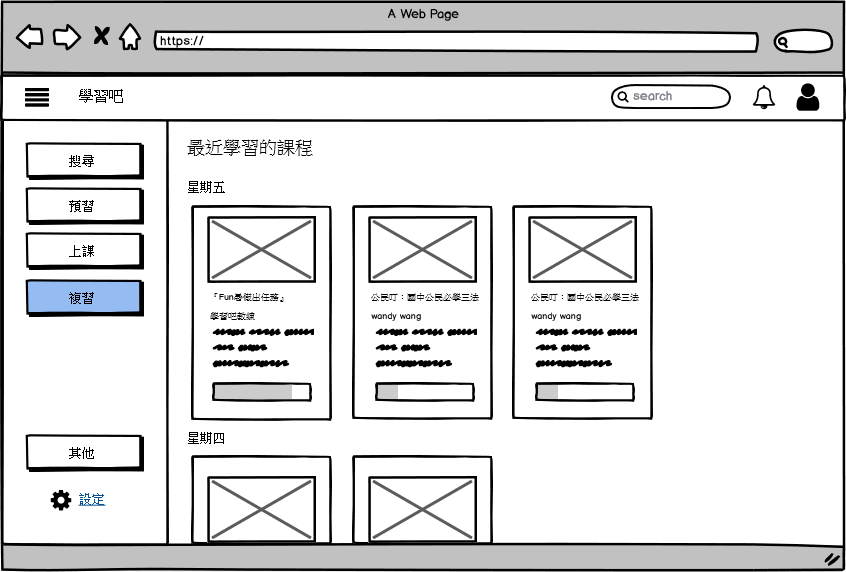 A Web Page
https://
學習吧
search
搜尋
預習
上課
複習
其他
設定
最近學習的課程
星期五
『Fun暑假出任務』
學習吧教練
公民叮：國中公民必學三法
wandy wang
公民叮：國中公民必學三法
wandy wang
星期四